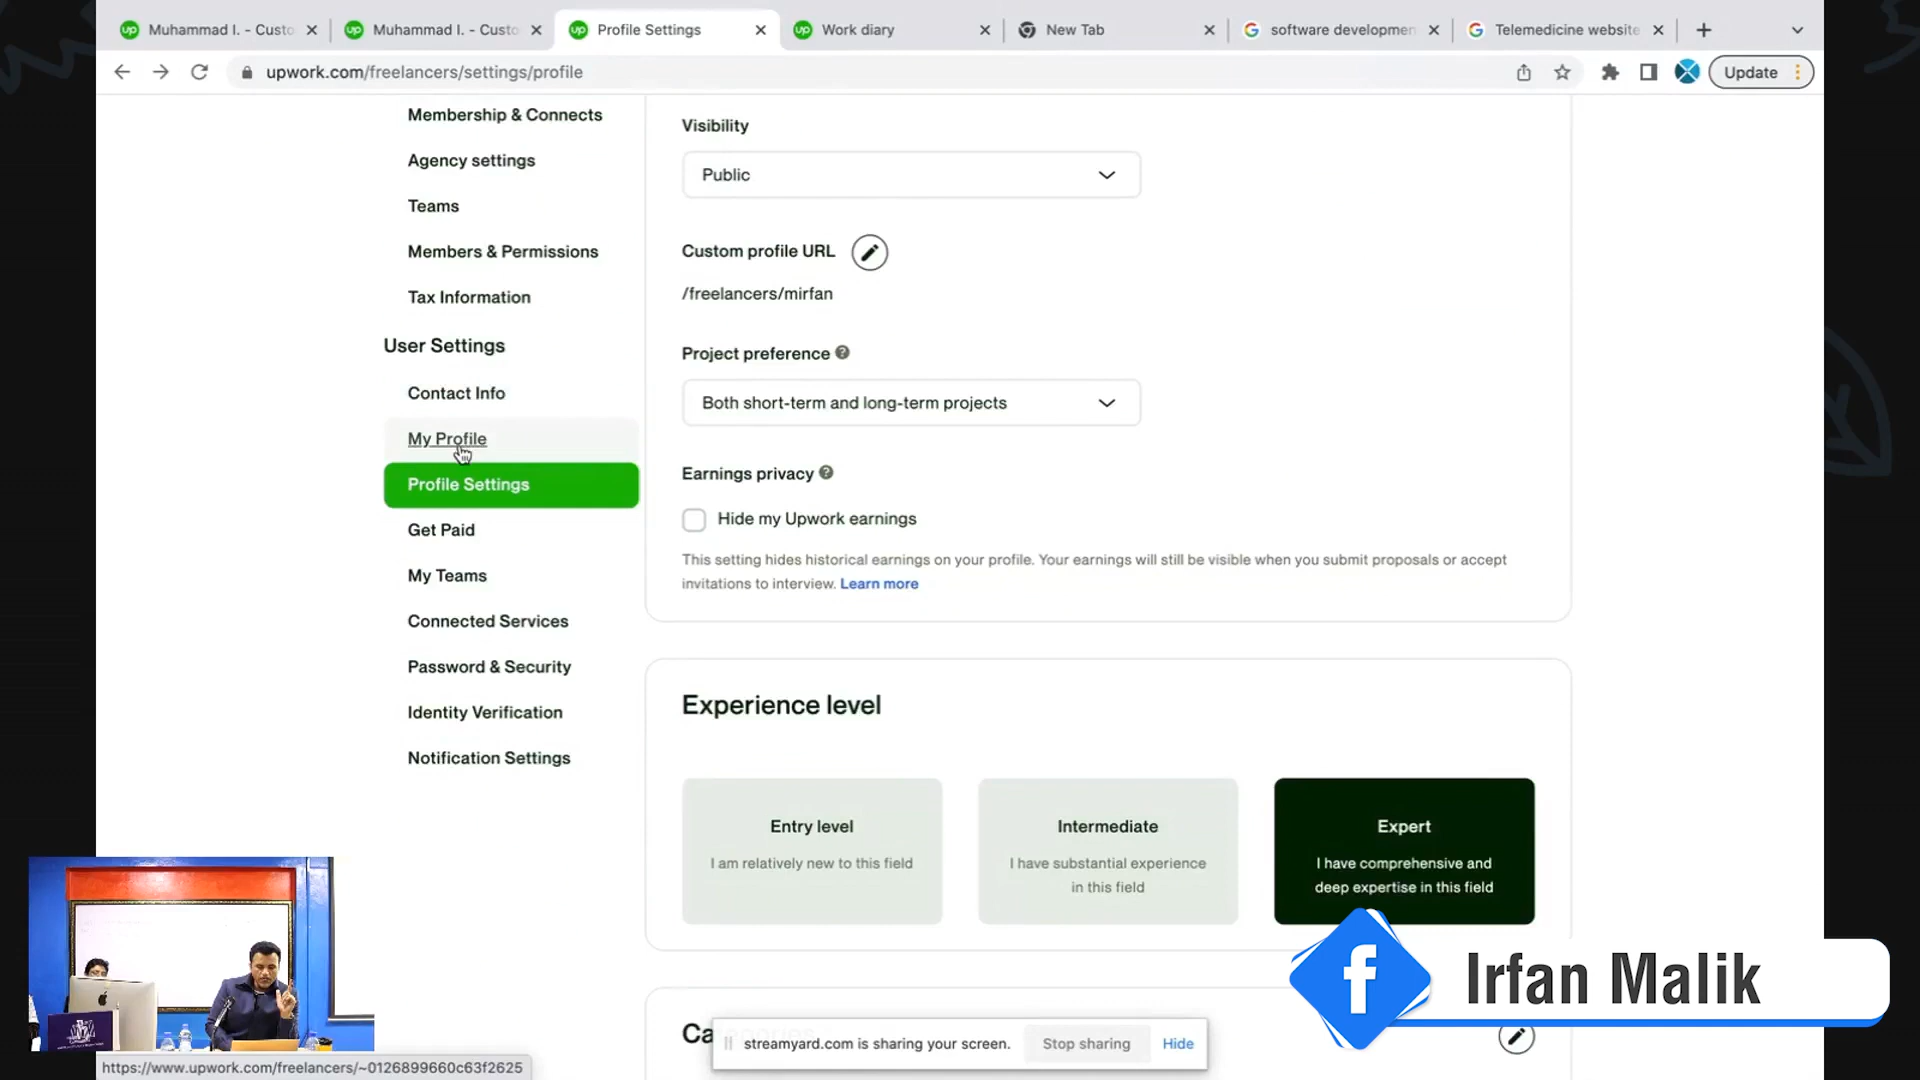 Muhammad I. - Custo
Muhammad I. - Custo
Profile Settings
Work diary
New Tab
software developmen
Telemedicine website
upwork.com/freelancers/settings/profile
Update
Membership & Connects
Agency settings
Teams
Members & Permissions
Tax Information
User Settings
Contact Info
My Profile
Profile Settings
Get Paid
My Teams
Connected Services
Password & Security
Identity Verification
Notification Settings
Visibility
Public
Custom profile URL
/freelancers/mirfan
Project preference
Both short-term and long-term projects
Earnings privacy
Hide my Upwork earnings
This setting hides historical earnings on your profile. Your earnings will still be visible when you submit proposals or accept
invitations to interview. Learn more
Experience level
Entry level
I am relatively new to this field
Intermediate
I have substantial experience
in this field
Expert
I have comprehensive and
deep expertise in this field
Irfan Malik
Categories
streamyard.com is sharing your screen.
Stop sharing
Hide
https://www.upwork.com/freelancers/~0126899660c63f2625